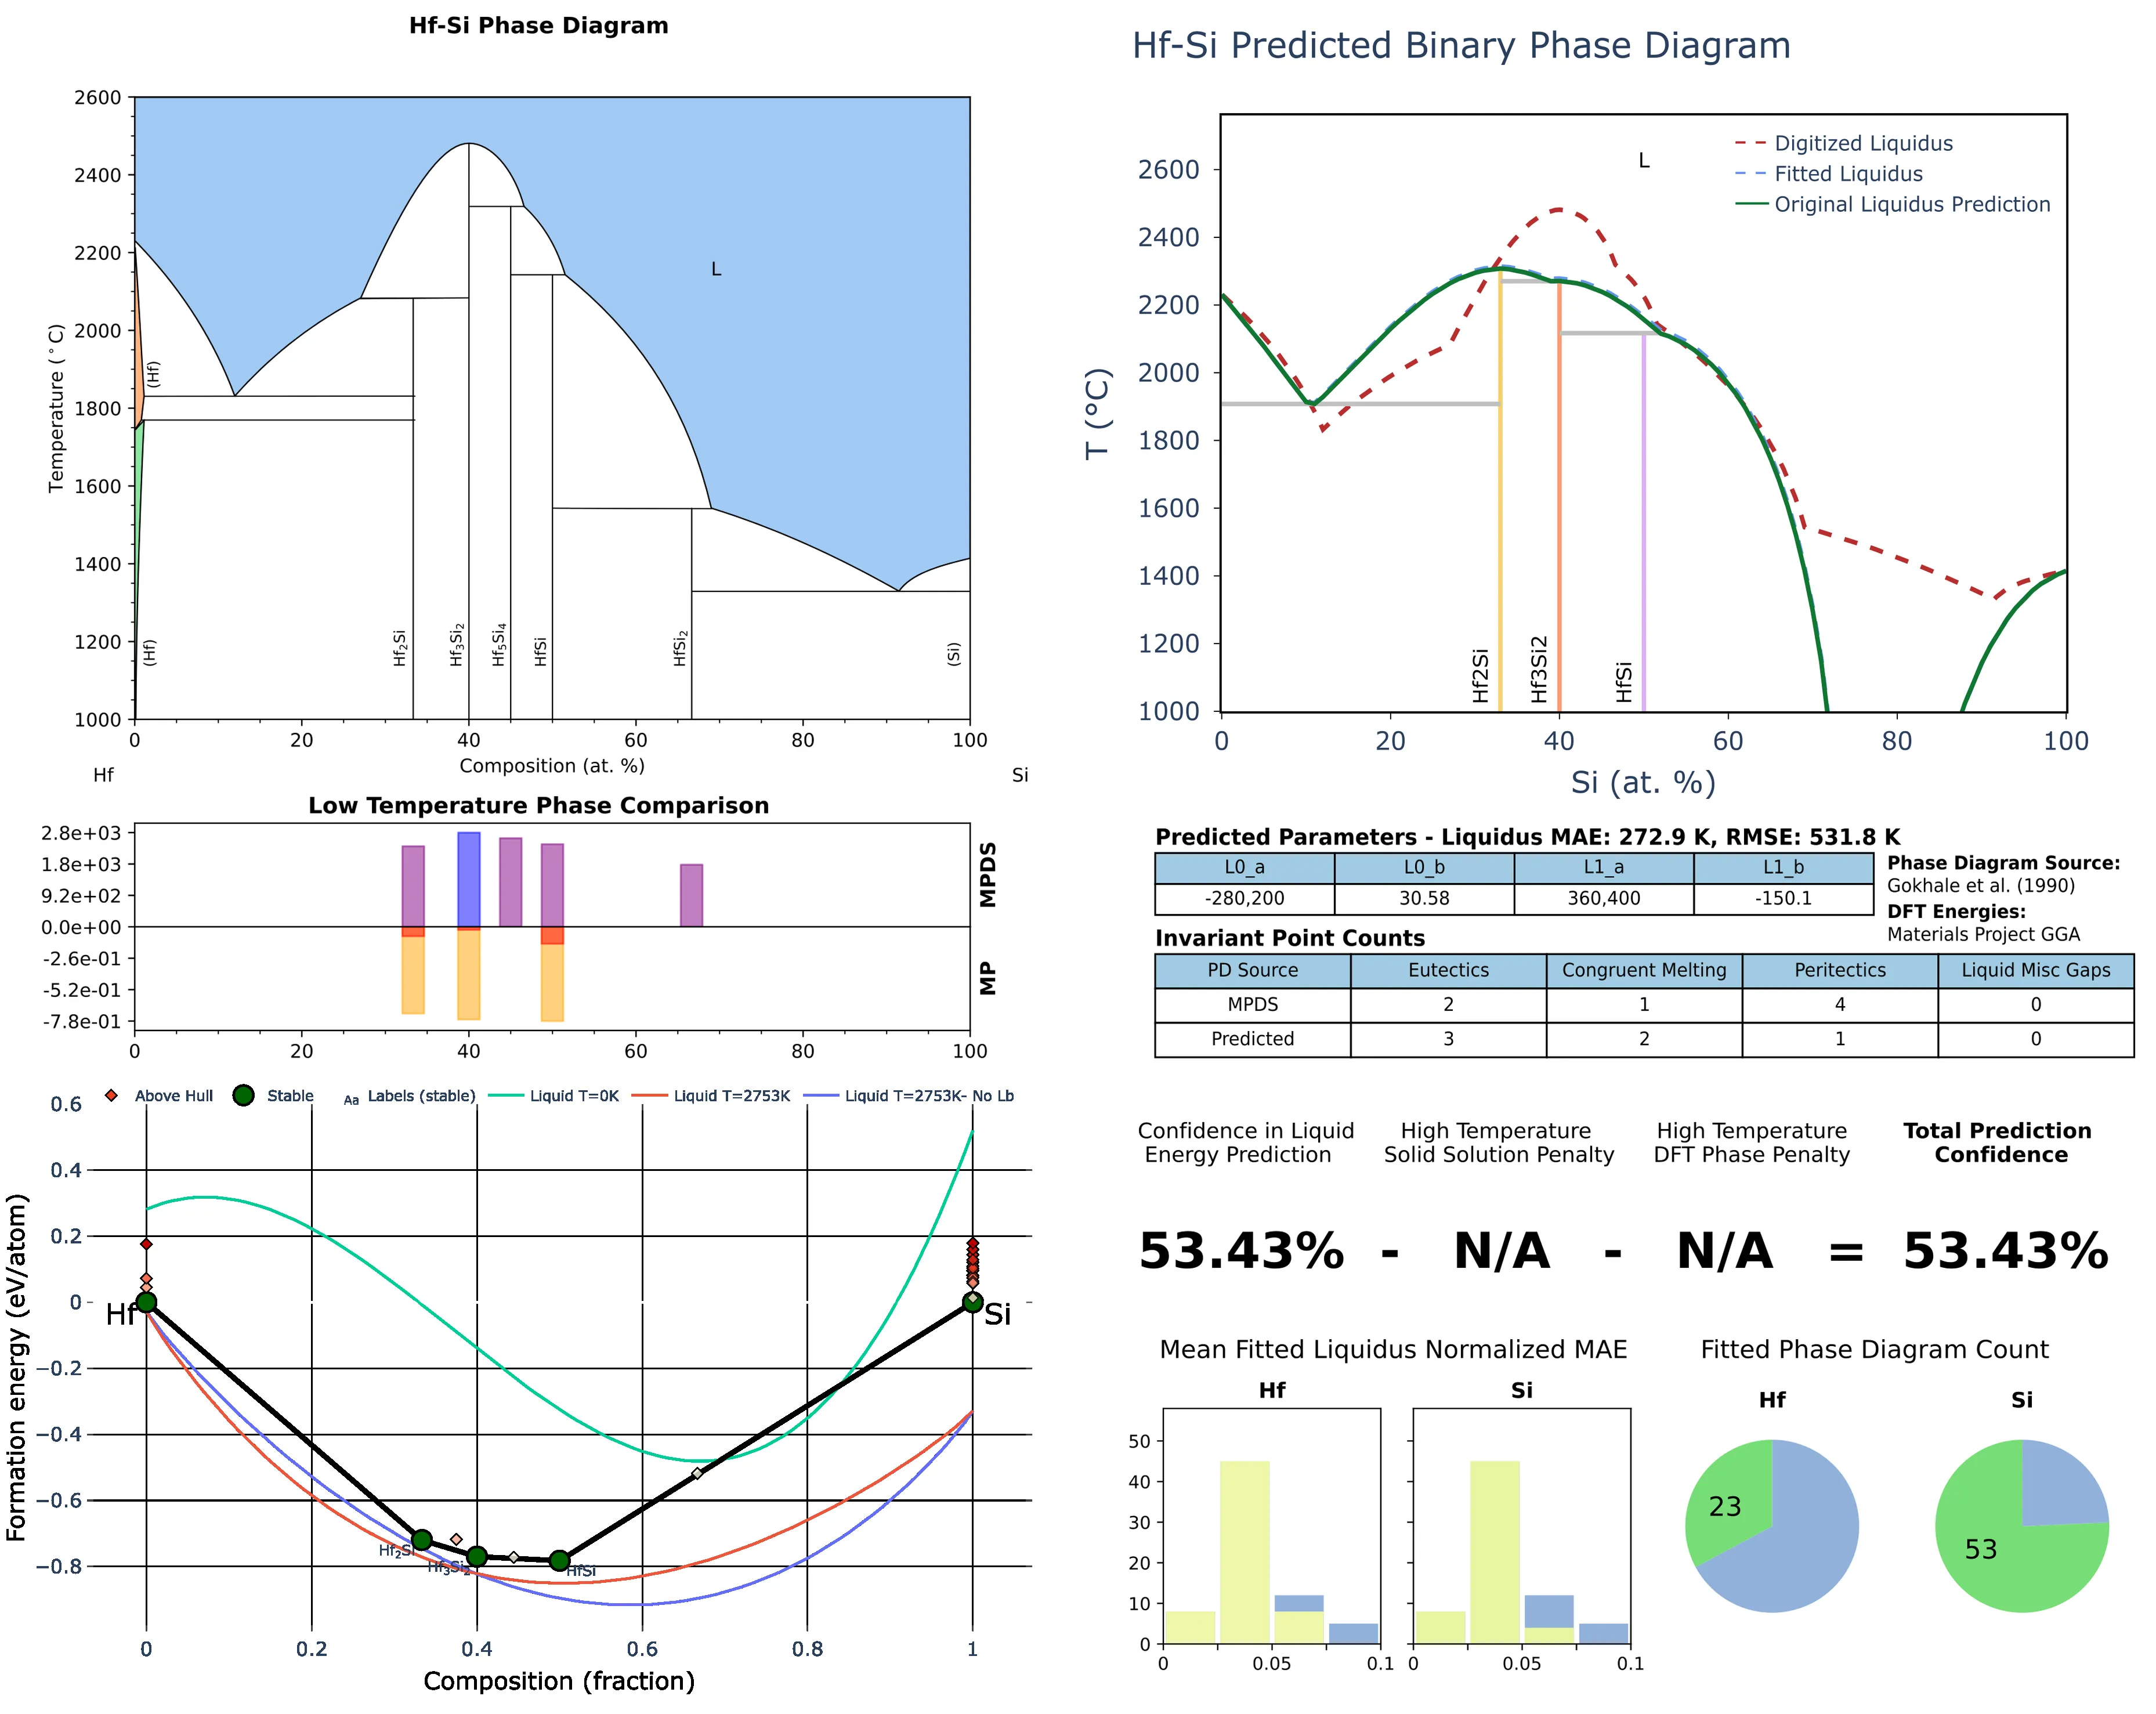 Hf-Si Phase Diagram
2600
2400
2200
2000
1800
1600
1400
1200
1000
Temperature (°C)
L
(Hf)
(Hf)
Hf2Si
Hf3Si2
Hf5Si4
HfSi
HfSi2
(Si)
0 20 40 60 80 100
Composition (at. %)
Hf Si
Low Temperature Phase Comparison
2.8e+03
1.8e+03
9.2e+02
0.0e+00
-2.6e-01
-5.2e-01
-7.8e-01
MPDS
MP
0 20 40 60 80 100
Above Hull Stable Aa Labels (stable) Liquid T=0K Liquid T=2753K Liquid T=2753K- No Lb
0.6
0.4
0.2
0
−0.2
−0.4
−0.6
−0.8
Formation energy (eV/atom)
Hf
Si
Hf2Si
Hf3Si2
HfSi
0 0.2 0.4 0.6 0.8 1
Composition (fraction)
Hf-Si Predicted Binary Phase Diagram
L
Digitized Liquidus
Fitted Liquidus
Original Liquidus Prediction
2600
2400
2200
2000
1800
1600
1400
1200
1000
T (°C)
Hf2Si
Hf3Si2
HfSi
0 20 40 60 80 100
Si (at. %)
Predicted Parameters - Liquidus MAE: 272.9 K, RMSE: 531.8 K
L0_a L0_b L1_a L1_b
-280,200 30.58 360,400 -150.1
Phase Diagram Source:
Gokhale et al. (1990)
DFT Energies:
Materials Project GGA
Invariant Point Counts
PD Source Eutectics Congruent Melting Peritectics Liquid Misc Gaps
MPDS 2 1 4 0
Predicted 3 2 1 0
Confidence in Liquid
Energy Prediction
High Temperature
Solid Solution Penalty
High Temperature
DFT Phase Penalty
Total Prediction
Confidence
53.43% - N/A - N/A = 53.43%
Mean Fitted Liquidus Normalized MAE
Hf
Si
50
40
30
20
10
0
0 0.05 0.1
0 0.05 0.1
Fitted Phase Diagram Count
Hf
Si
23
53